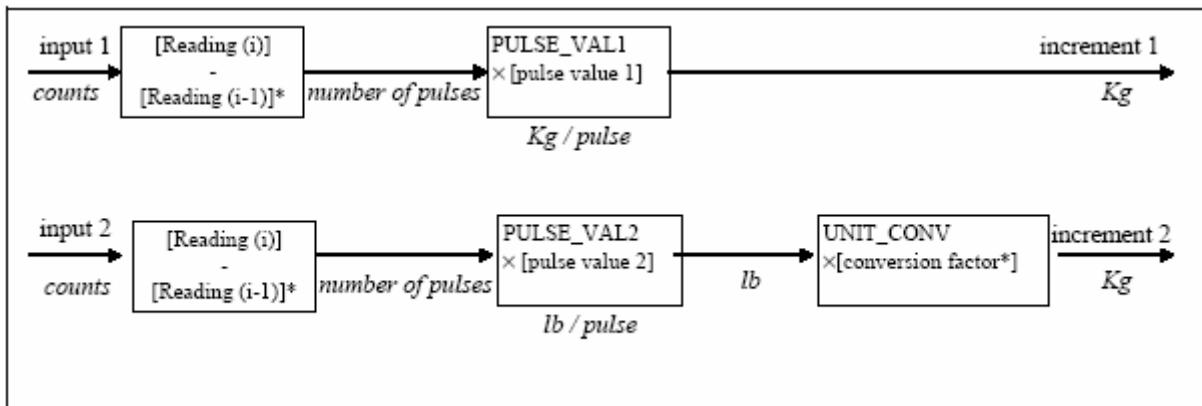 input 1
counts
[Reading (i)]
-
[Reading (i-1)]*
number of pulses
PULSE_VAL1
× [pulse value 1]
Kg / pulse
increment 1
Kg
input 2
counts
[Reading (i)]
-
[Reading (i-1)]*
number of pulses
PULSE_VAL2
× [pulse value 2]
lb / pulse
lb
UNIT_CONV
×[conversion factor*]
increment 2
Kg